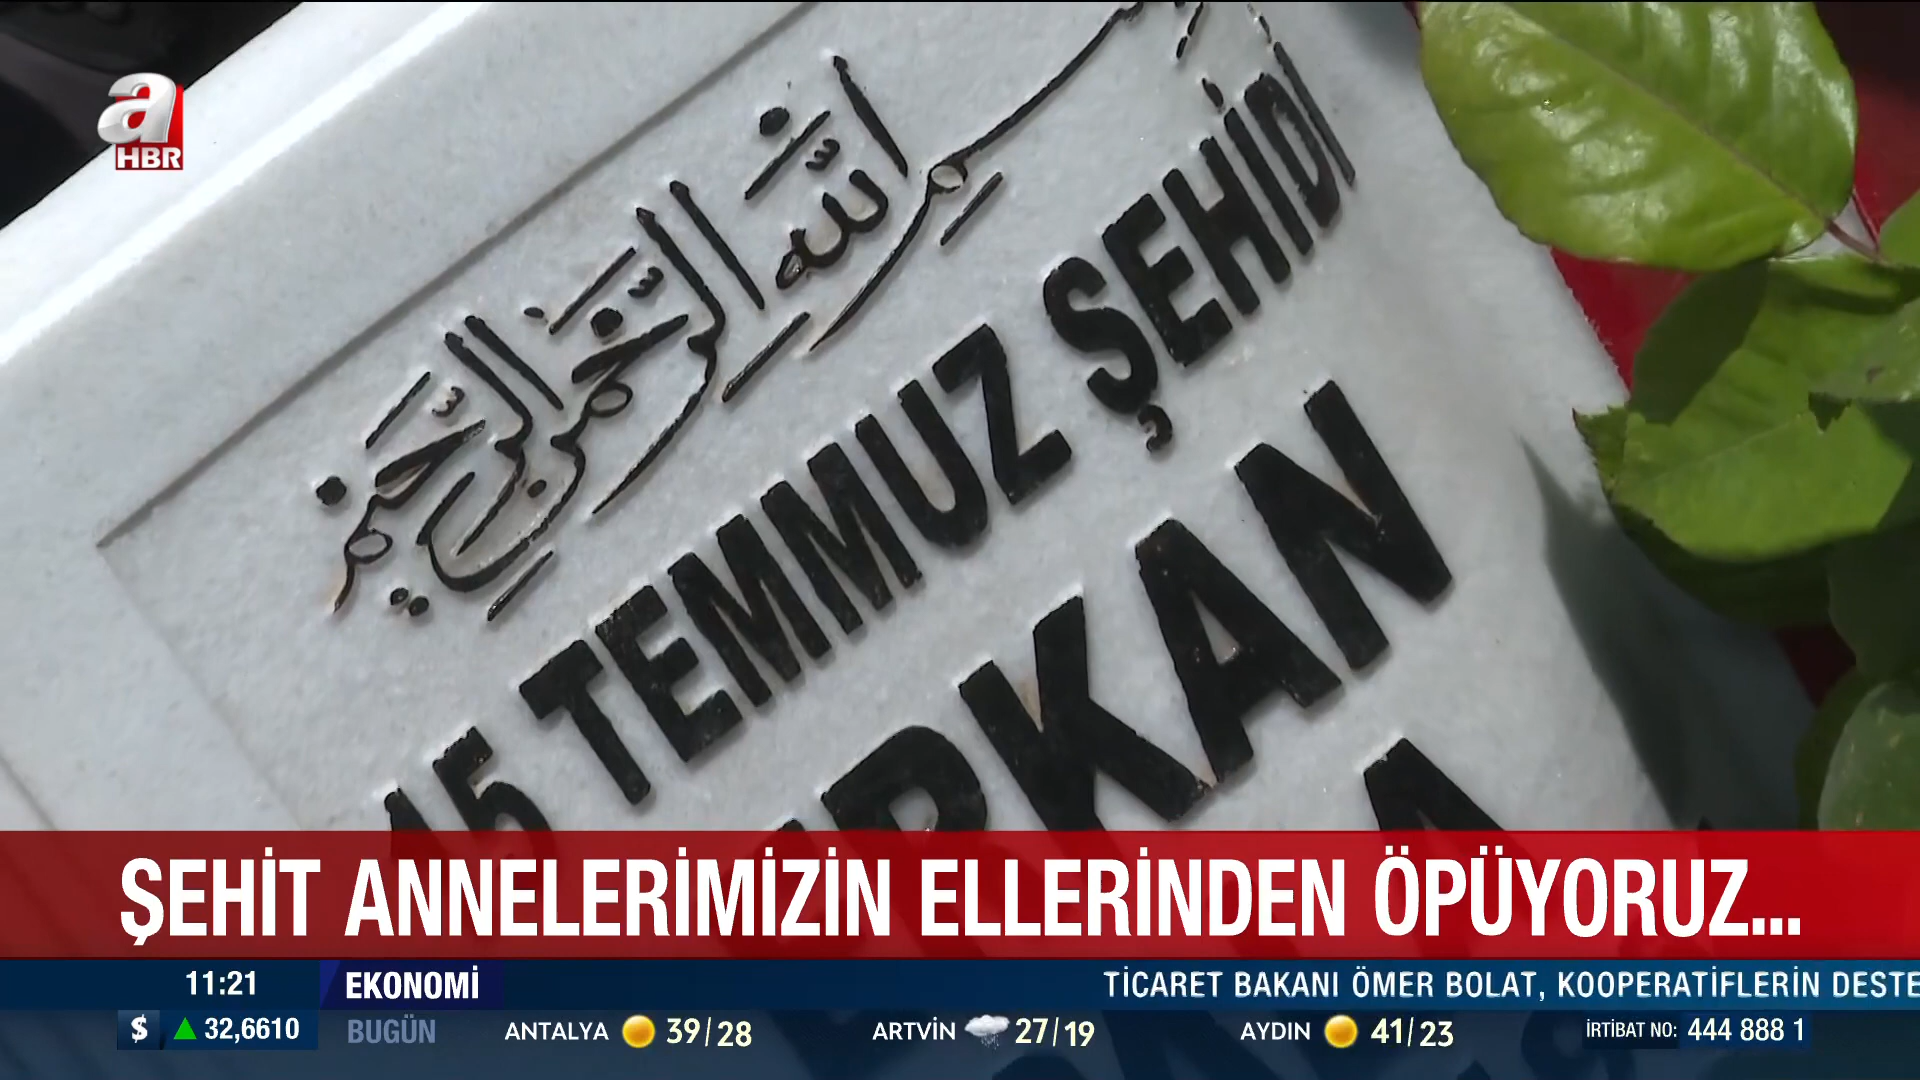 a
HBR
بسم الله الرحمن الرحيم
15 TEMMUZ ŞEHİDİ
ŞEHİT ANNELERİMİZİN ELLERİNDEN ÖPÜYORUZ...
11:21 EKONOMİ TİCARET BAKANI ÖMER BOLAT, KOOPERATİFLERİN DESTE
$ 32,6610 BUGÜN ANTALYA 39/28 ARTVİN 27/19 AYDIN 41/23 İRTİBAT NO: 444 888 1